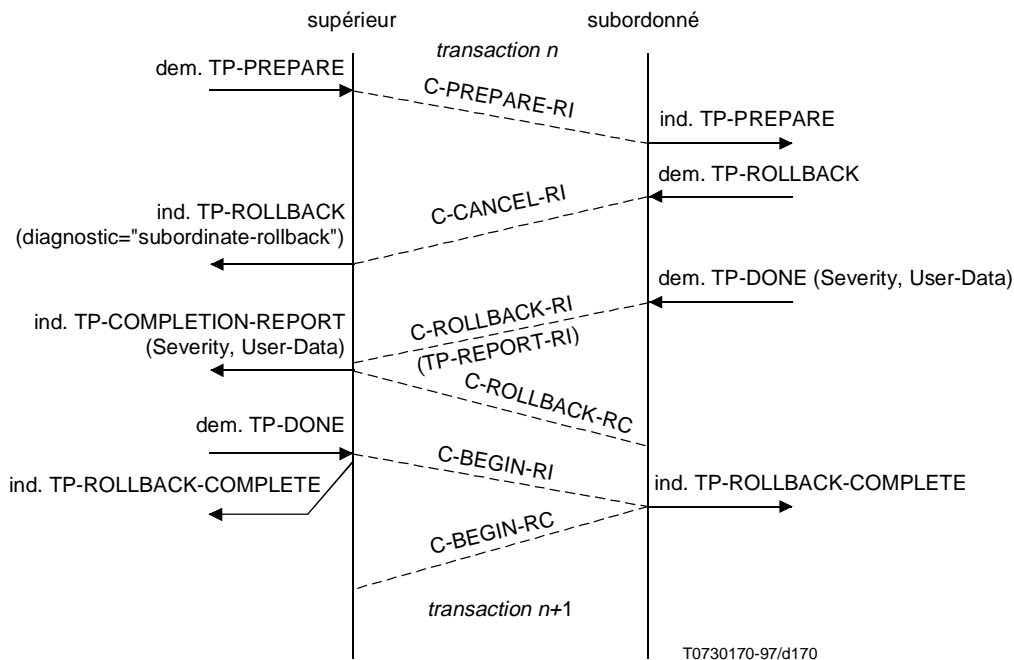 supérieur
subordonné
transaction n
dem. TP-PREPARE
C-PREPARE-RI
ind. TP-PREPARE
dem. TP-ROLLBACK
C-CANCEL-RI
ind. TP-ROLLBACK
(diagnostic="subordinate-rollback")
dem. TP-DONE (Severity, User-Data)
C-ROLLBACK-RI
(TP-REPORT-RI)
ind. TP-COMPLETION-REPORT
(Severity, User-Data)
C-ROLLBACK-RC
dem. TP-DONE
C-BEGIN-RI
ind. TP-ROLLBACK-COMPLETE
ind. TP-ROLLBACK-COMPLETE
C-BEGIN-RC
transaction n+1
T0730170-97/d170